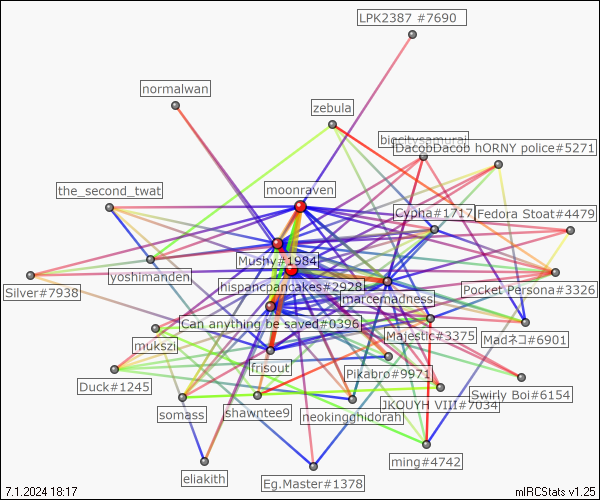 LPK2387 #7690
normalwan
zebula
bigcitysamurai
DacobDacob hORNY police#5271
moonraven
the_second_twat
Cypha#1717
Fedora Stoat#4479
Mushy#1984
yoshimanden
hispancpancakes#2928
Silver#7938
marcemadness
Pocket Persona#3326
Can anything be saved#0396
Majestic#3375
Madネコ#6901
mukszi
frisout
Pikabro#9971
Duck#1245
Swirly Boi#6154
JKOUYH VIII#7034
somass
shawntee9
neokinghidorah
ming#4742
eliakith
Eg.Master#1378
7.1.2024 18:17
mIRCStats v1.25